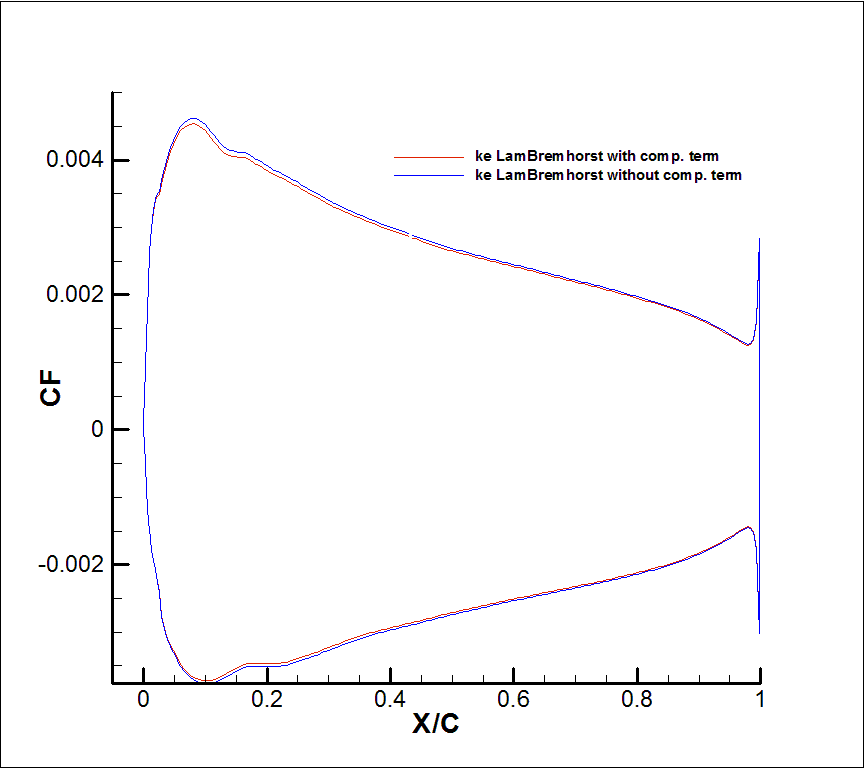 0.004
ke LamBremhorst with comp. term
ke LamBremhorst without comp. term
0.002
CF
0
-0.002
0 0.2 0.4 0.6 0.8 1
X/C